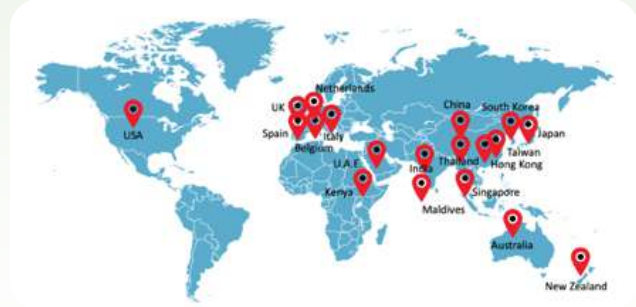 Netherlands
UK
China
South Korea
USA
Spain
Italy
Japan
Belgium
Taiwan
U.A.E
India
Thailand
Hong Kong
Kenya
Singapore
Maldives
Australia
New Zealand